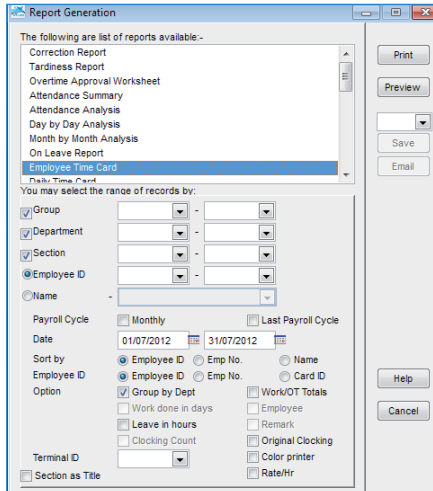 Report Generation
The following are list of reports available:-
Correction Report
Tardiness Report
Overtime Approval Worksheet
Attendance Summary
Attendance Analysis
Day by Day Analysis
Month by Month Analysis
On Leave Report
Employee Time Card
Daily Time Card
You may select the range of records by:
Group -
Department -
Section -
Employee ID -
Name -
Payroll Cycle Monthly Last Payroll Cycle
Date 01/07/2012 31/07/2012
Sort by Employee ID Emp No. Name
Employee ID Employee ID Emp No. Card ID
Option Group by Dept Work/OT Totals
Work done in days Employee
Leave in hours Remark
Clocking Count Original Clocking
Terminal ID Color printer
Section as Title Rate/Hr
Print
Preview
Save
Email
Help
Cancel